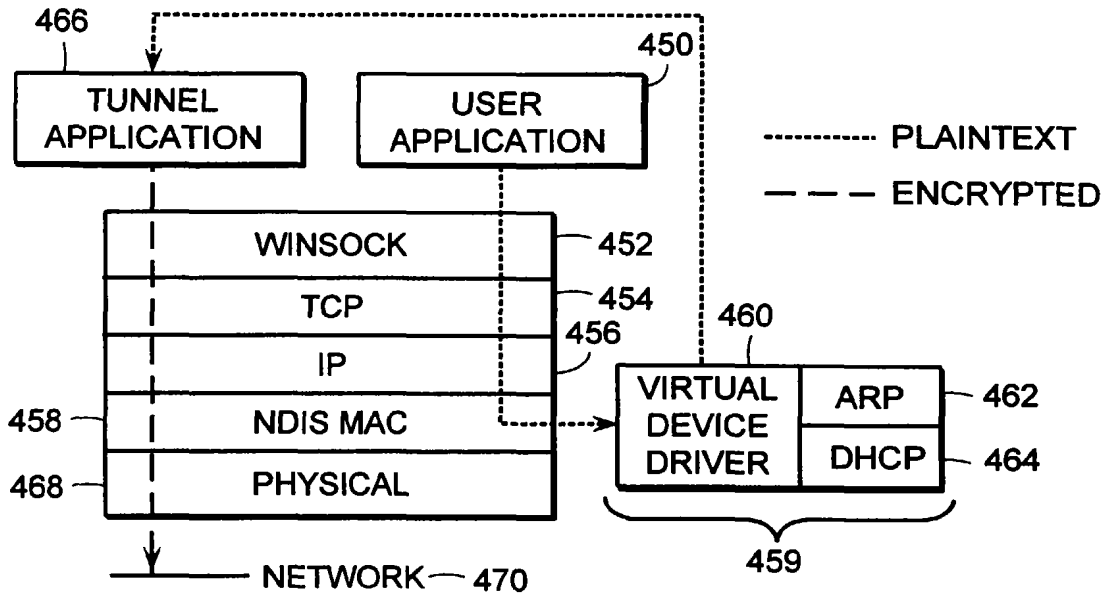 466
450
TUNNEL
APPLICATION
USER
APPLICATION
PLAINTEXT
ENCRYPTED
WINSOCK
452
TCP
454
IP
456
NDIS MAC
458
PHYSICAL
468
460
VIRTUAL
DEVICE
DRIVER
ARP
462
DHCP
464
459
NETWORK
470